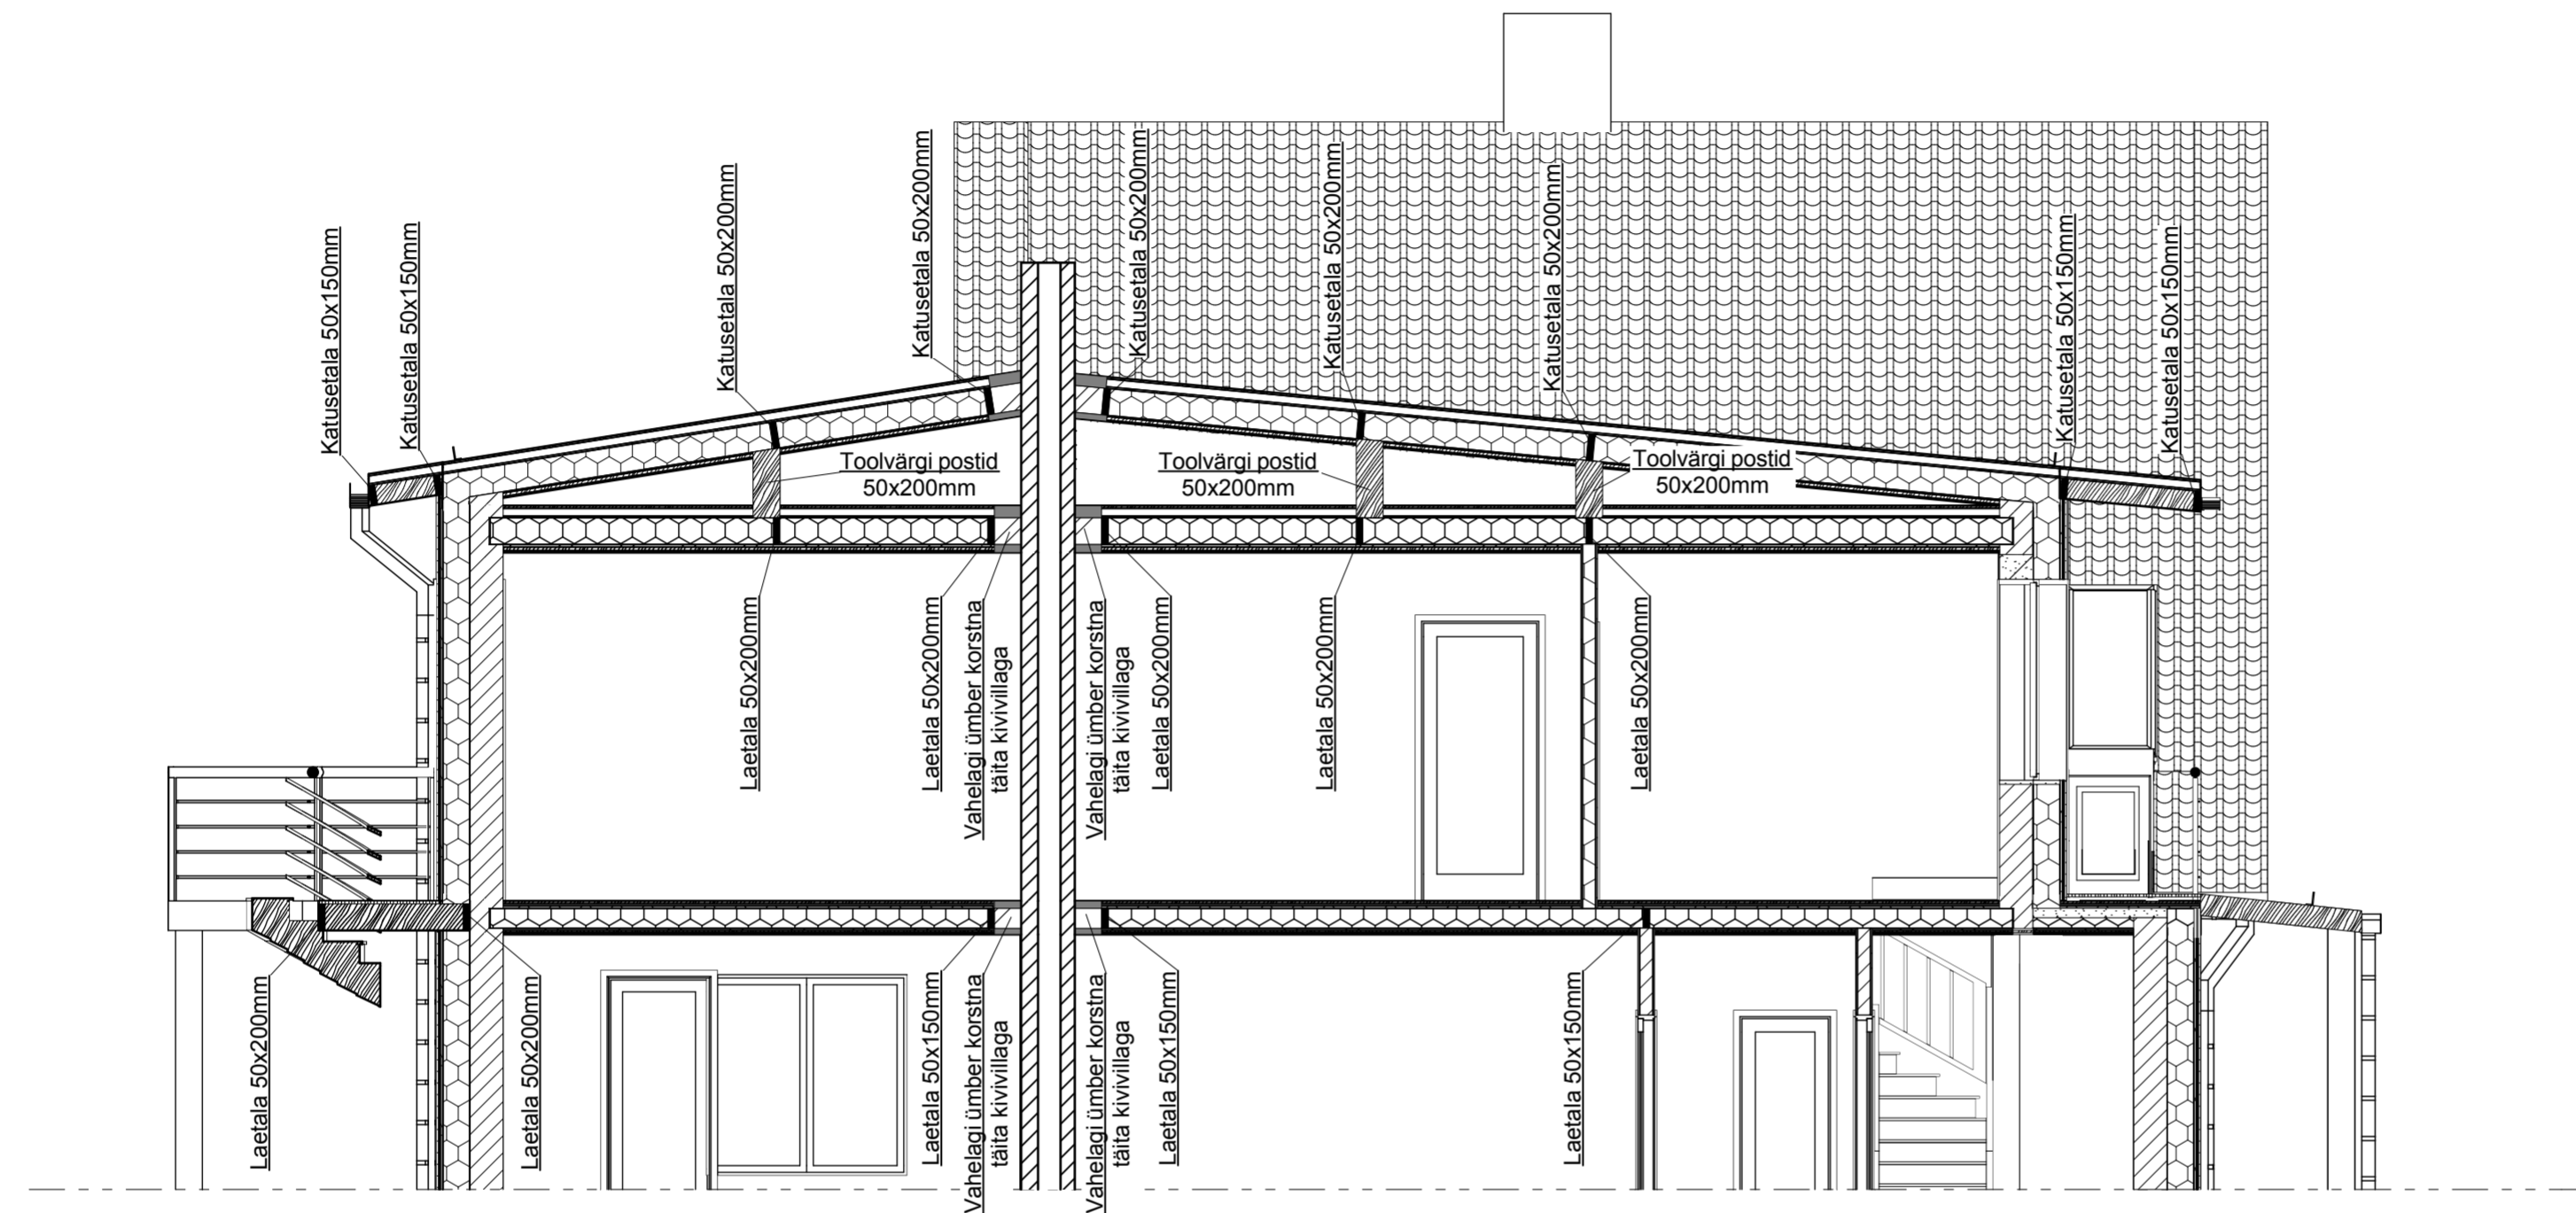 Katusetala 50x150mm
Katusetala 50x150mm
Katusetala 50x200mm
Katusetala 50x200mm
Katusetala 50x200mm
Katusetala 50x200mm
Katusetala 50x200mm
Katusetala 50x150mm
Katusetala 50x150mm
Toolvärgi postid
50x200mm
Toolvärgi postid
50x200mm
Toolvärgi postid
50x200mm
Laetala 50x200mm
Laetala 50x200mm
Vahelagi ümber korstna
täita kivivillaga
Vahelagi ümber korstna
täita kivivillaga
Laetala 50x200mm
Laetala 50x200mm
Laetala 50x200mm
Laetala 50x200mm
Laetala 50x200mm
Laetala 50x150mm
Vahelagi ümber korstna
täita kivivillaga
Vahelagi ümber korstna
täita kivivillaga
Laetala 50x150mm
Laetala 50x150mm